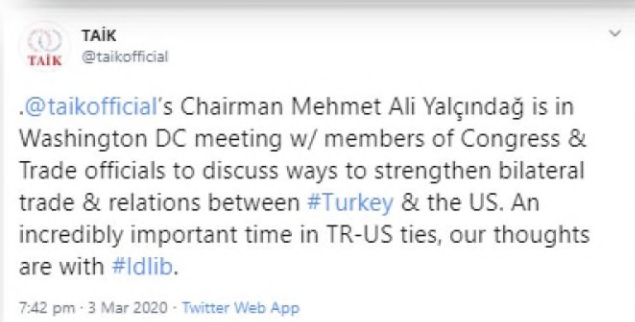 TAİK
@taikofficial
TAİK
.@taikofficial's Chairman Mehmet Ali Yalçındağ is in
Washington DC meeting w/ members of Congress &
Trade officials to discuss ways to strengthen bilateral
trade & relations between #Turkey & the US. An
incredibly important time in TR-US ties, our thoughts
are with #Idlib.
7:42 pm · 3 Mar 2020 · Twitter Web App